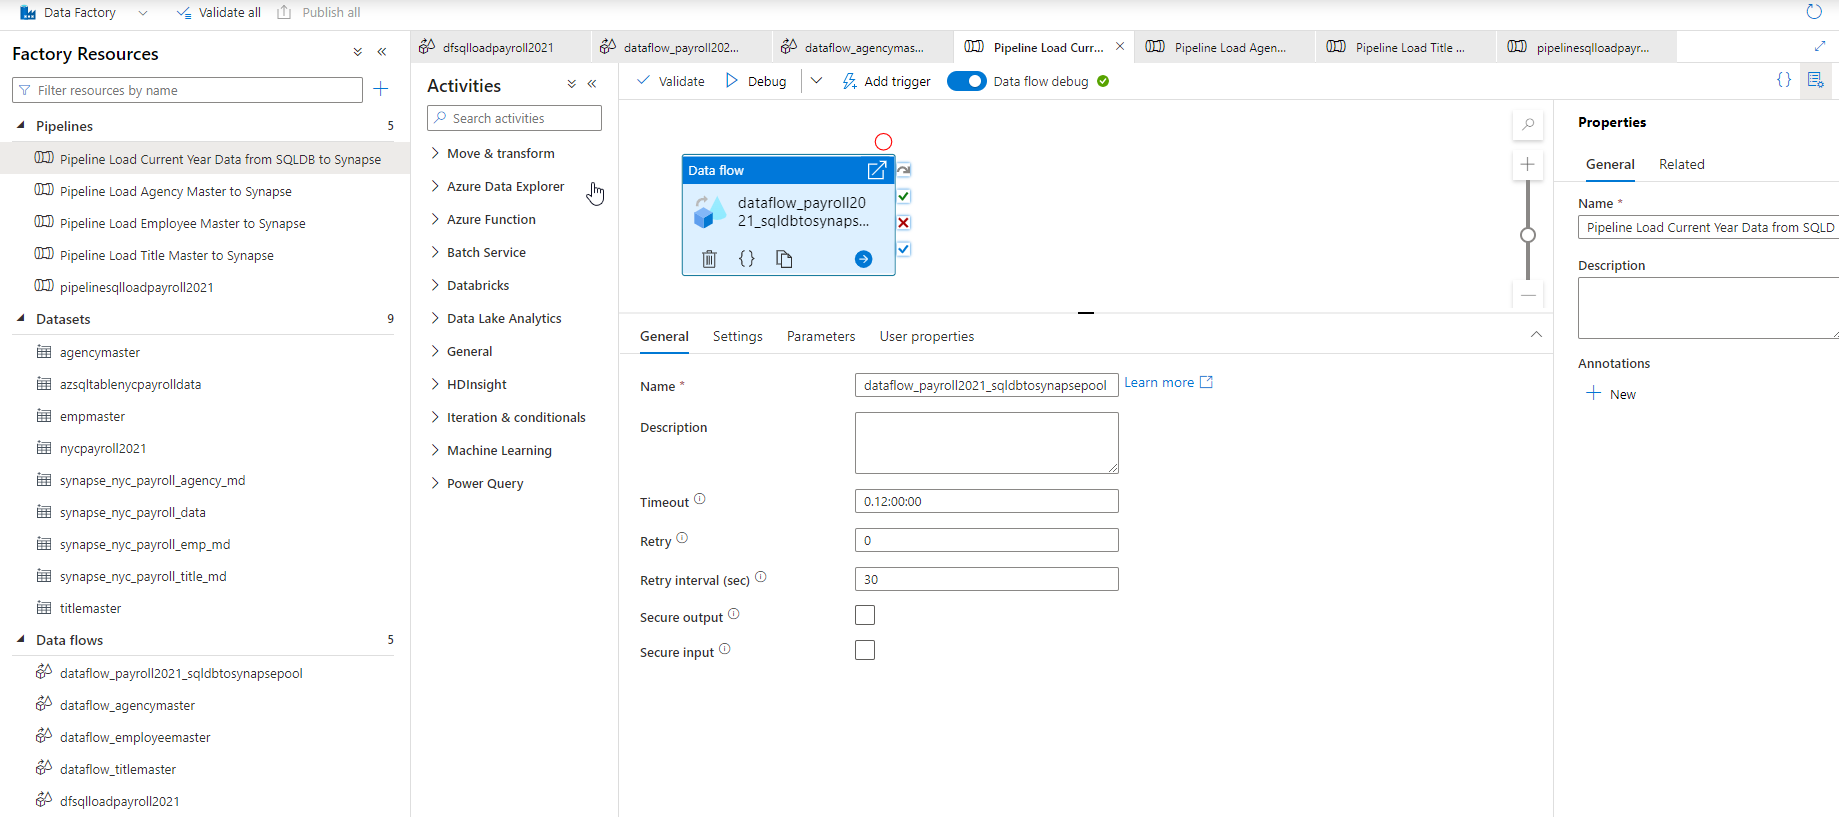 Data Factory
Validate all
Publish all
Factory Resources
Filter resources by name
Pipelines 5
Pipeline Load Current Year Data from SQLDB to Synapse
Pipeline Load Agency Master to Synapse
Pipeline Load Employee Master to Synapse
Pipeline Load Title Master to Synapse
pipelinesqlloadpayroll2021
Datasets 9
agencymaster
azsqltablenycpayrolldata
empmaster
nycpayroll2021
synapse_nyc_payroll_agency_md
synapse_nyc_payroll_data
synapse_nyc_payroll_emp_md
synapse_nyc_payroll_title_md
titlemaster
Data flows 5
dataflow_payroll2021_sqldbtosynapsepool
dataflow_agencymaster
dataflow_employeemaster
dataflow_titlemaster
dfsqlloadpayroll2021
dfsqlloadpayroll2021
dataflow_payroll202...
dataflow_agencymas...
Pipeline Load Curr...
Pipeline Load Agen...
Pipeline Load Title ...
pipelinesqlloadpayr...
Activities
Search activities
Move & transform
Azure Data Explorer
Azure Function
Batch Service
Databricks
Data Lake Analytics
General
HDInsight
Iteration & conditionals
Machine Learning
Power Query
Validate
Debug
Add trigger
Data flow debug
Data flow
dataflow_payroll20
21_sqldbtosynaps...
General
Settings
Parameters
User properties
Name *
dataflow_payroll2021_sqldbtosynapsepool
Learn more
Description
Timeout
0.12:00:00
Retry
0
Retry interval (sec)
30
Secure output
Secure input
Properties
General
Related
Name *
Pipeline Load Current Year Data from SQLD
Description
Annotations
New